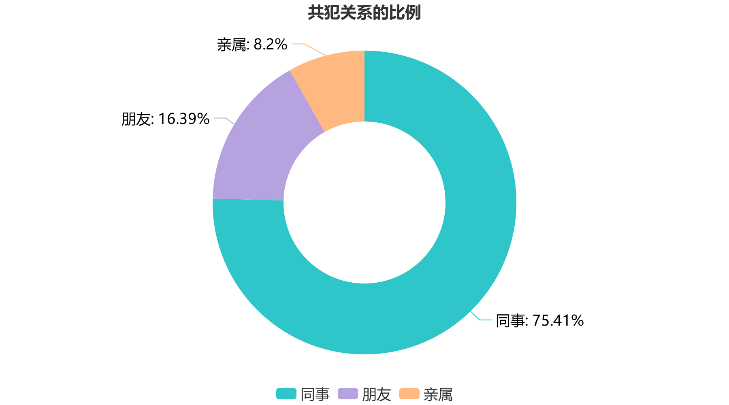 共犯关系的比例
亲属: 8.2%
朋友: 16.39%
同事: 75.41%
同事 朋友 亲属